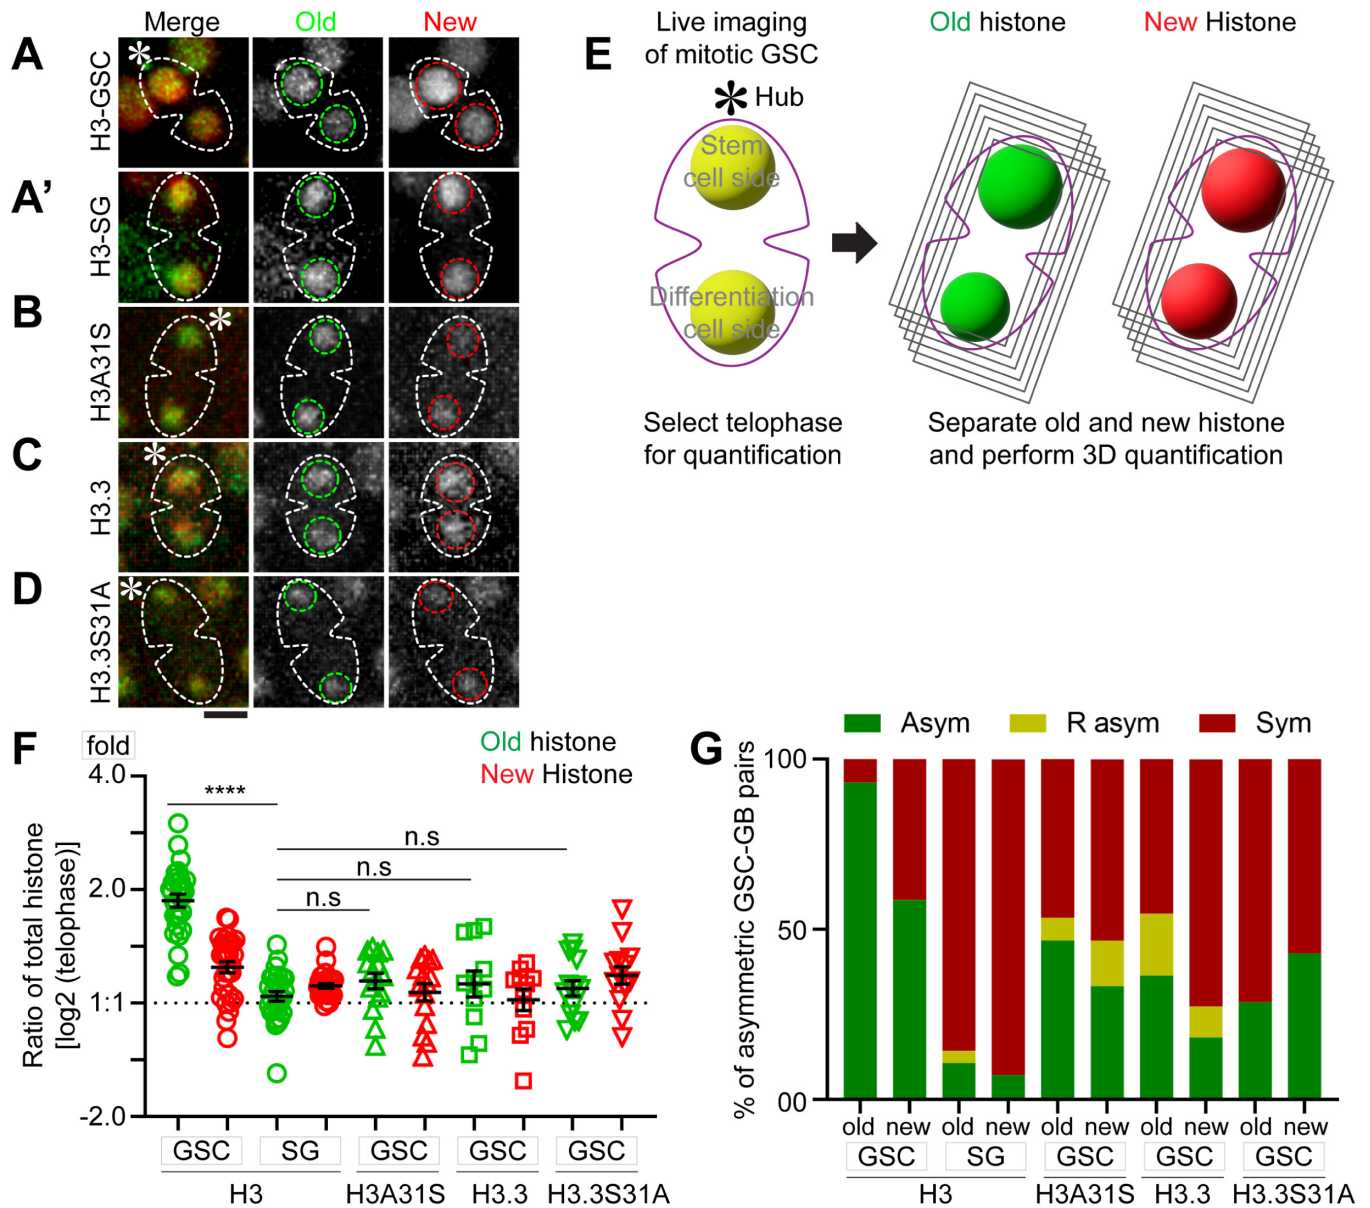 Merge Old New
A
H3-GSC
*
A’
H3-SG
B
H3A31S
*
C
H3.3
*
D
H3.3S31A
*
E
Live imaging
of mitotic GSC
* Hub
Stem
cell side
Differentiation
cell side
Select telophase
for quantification
Old histone
New Histone
Separate old and new histone
and perform 3D quantification
F
fold
Old histone
New Histone
Ratio of total histone
[log2 (telophase)]
4.0
2.0
1:1
-2.0
****
n.s
n.s
n.s
GSC SG GSC GSC GSC
H3 H3A31S H3.3 H3.3S31A
G
Asym R asym Sym
% of asymmetric GSC-GB pairs
100
50
00
old new old new old new old new old new
GSC SG GSC GSC GSC
H3 H3A31S H3.3 H3.3S31A